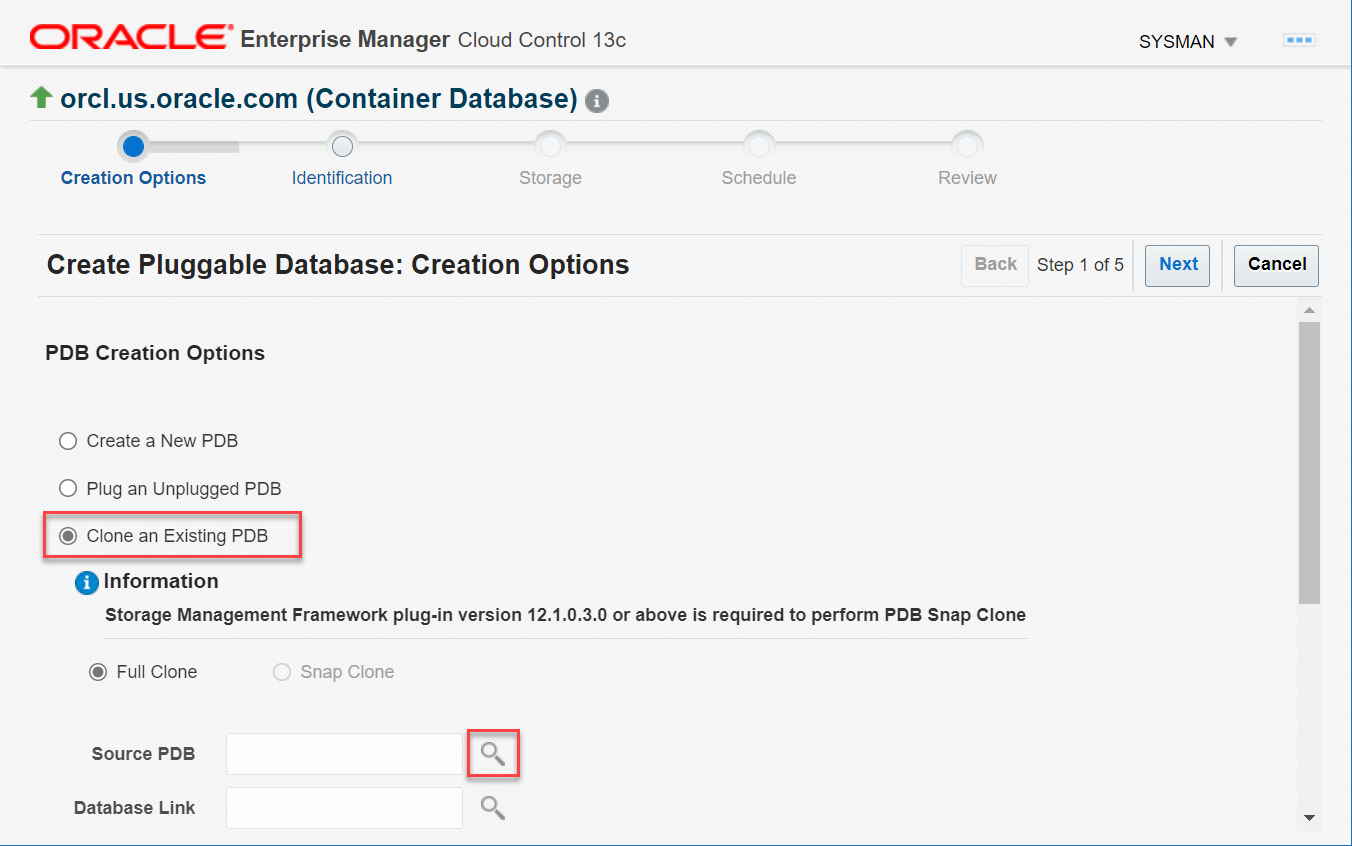 ORACLE Enterprise Manager Cloud Control 13c
SYSMAN
orcl.us.oracle.com (Container Database)
Creation Options Identification Storage Schedule Review
Create Pluggable Database: Creation Options
Back Step 1 of 5 Next Cancel
PDB Creation Options
Create a New PDB
Plug an Unplugged PDB
Clone an Existing PDB
Information
Storage Management Framework plug-in version 12.1.0.3.0 or above is required to perform PDB Snap Clone
Full Clone Snap Clone
Source PDB
Database Link